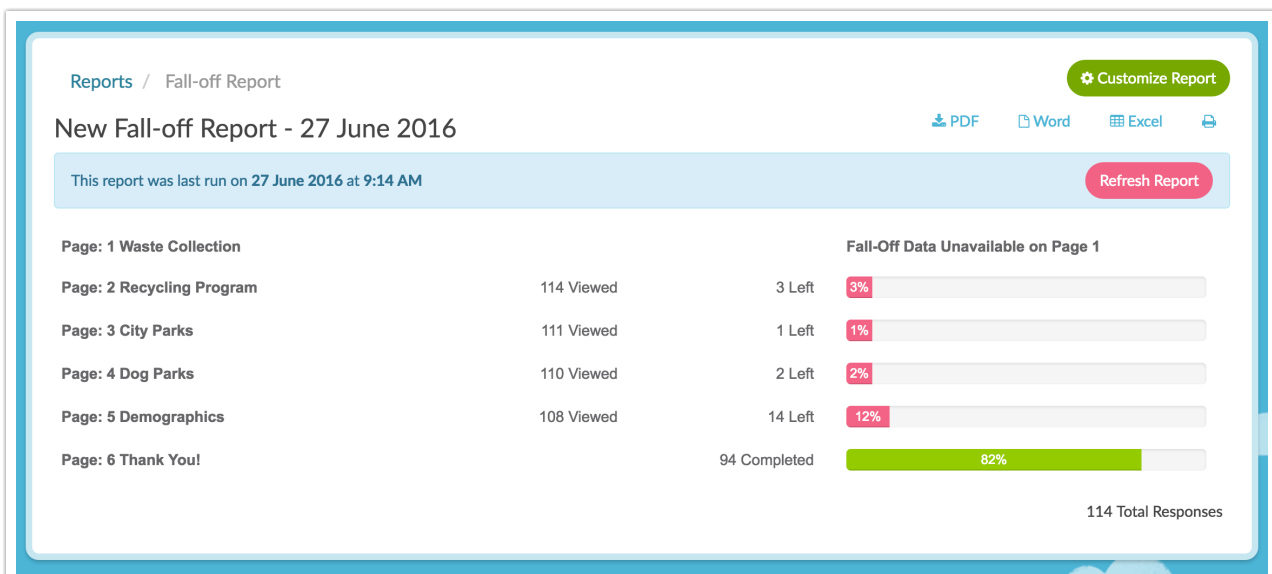 Reports / Fall-off Report
Customize Report
New Fall-off Report - 27 June 2016
PDF Word Excel
This report was last run on 27 June 2016 at 9:14 AM
Refresh Report
Page: 1 Waste Collection Fall-Off Data Unavailable on Page 1
Page: 2 Recycling Program 114 Viewed 3 Left 3%
Page: 3 City Parks 111 Viewed 1 Left 1%
Page: 4 Dog Parks 110 Viewed 2 Left 2%
Page: 5 Demographics 108 Viewed 14 Left 12%
Page: 6 Thank You! 94 Completed 82%
114 Total Responses